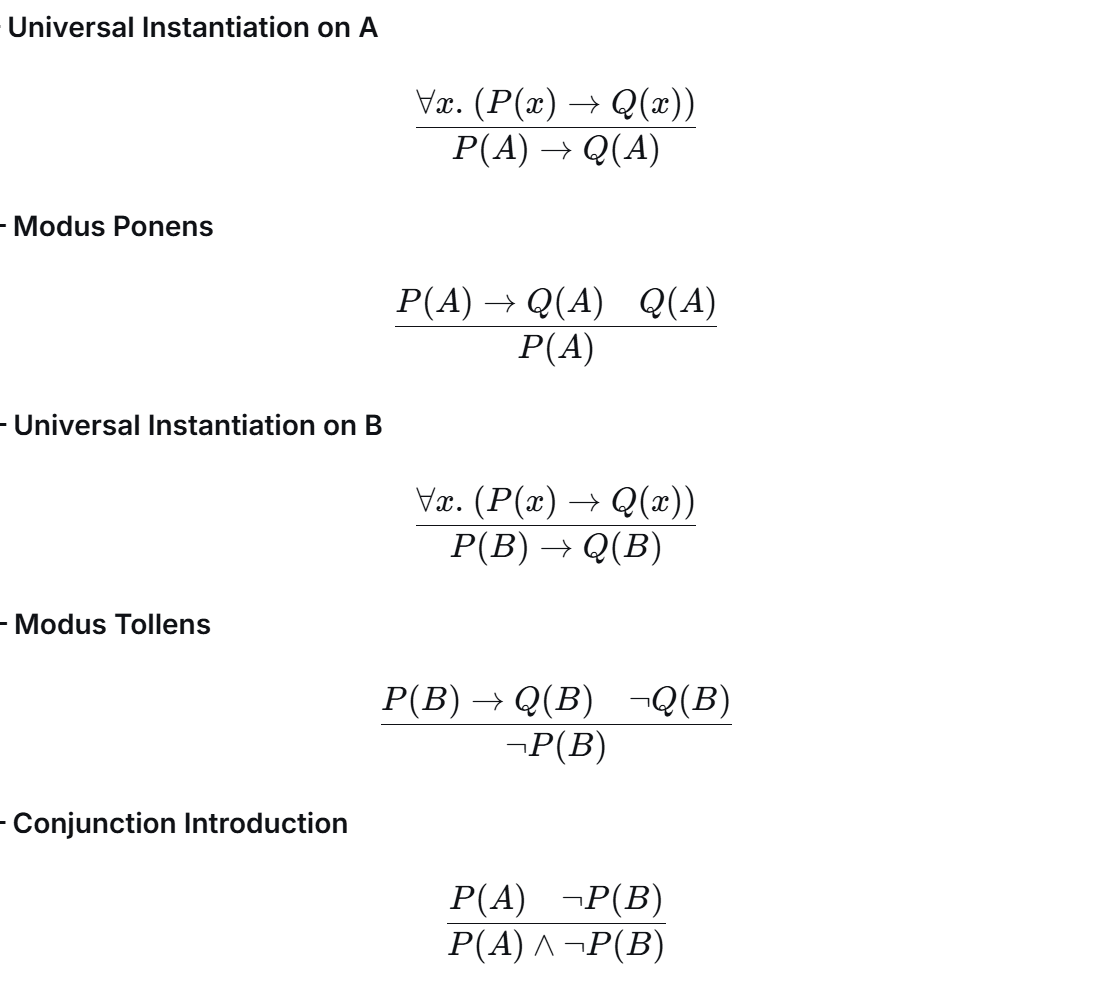 - Universal Instantiation on A
∀x. (P(x) → Q(x))
P(A) → Q(A)
- Modus Ponens
P(A) → Q(A) Q(A)
P(A)
- Universal Instantiation on B
∀x. (P(x) → Q(x))
P(B) → Q(B)
- Modus Tollens
P(B) → Q(B) ¬Q(B)
¬P(B)
- Conjunction Introduction
P(A) ¬P(B)
P(A) ∧ ¬P(B)